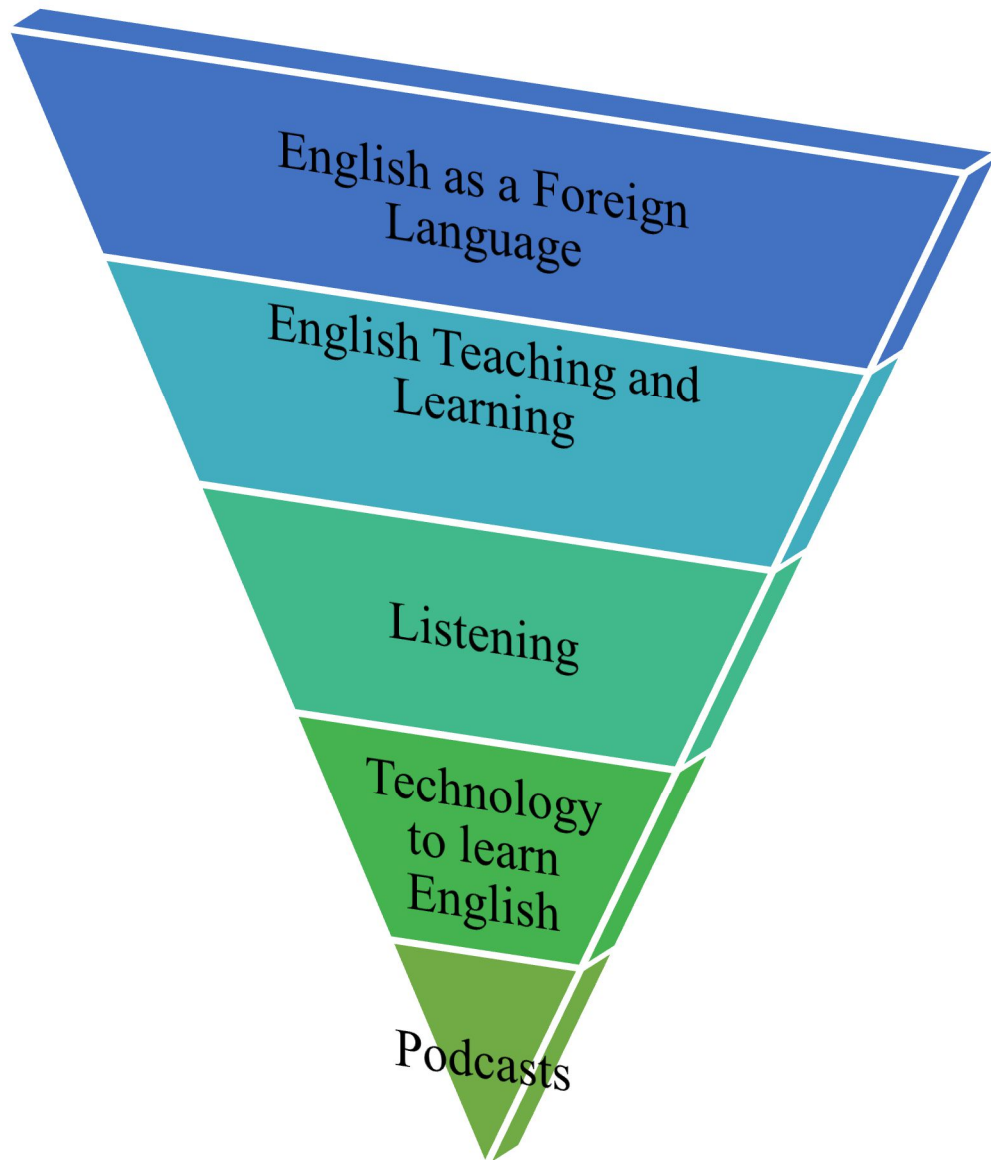 English as a Foreign
Language
English Teaching and
Learning
Listening
Technology
to learn
English
Podcasts